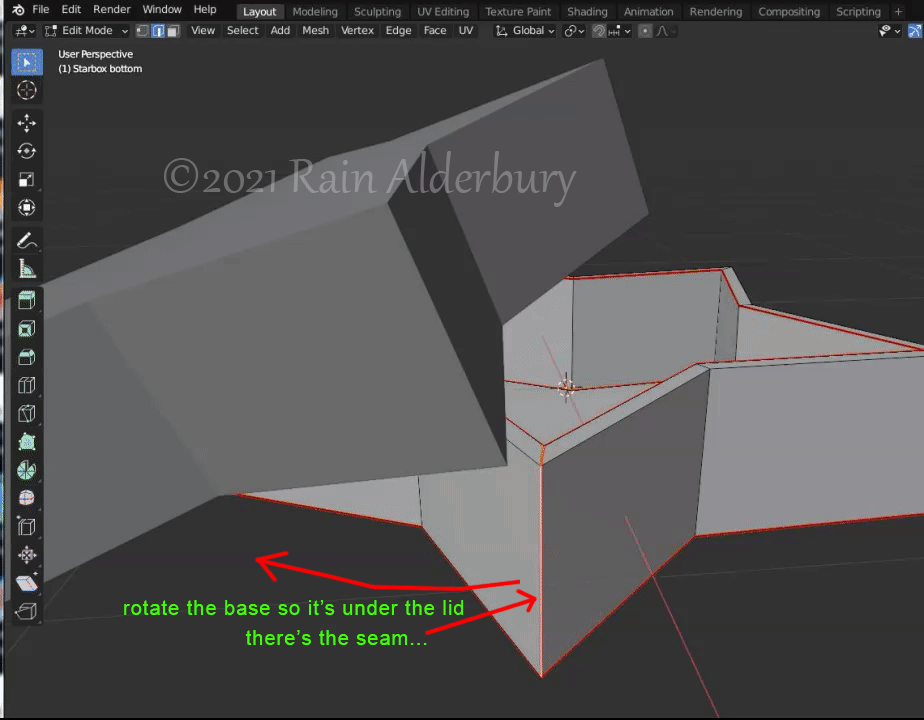 File Edit Render Window Help Layout Modeling Sculpting UV Editing Texture Paint Shading Animation Rendering Compositing Scripting +
Edit Mode View Select Add Mesh Vertex Edge Face UV Global
User Perspective
(1) Starbox bottom
©2021 Rain Alderbury
rotate the base so it's under the lid
there's the seam...